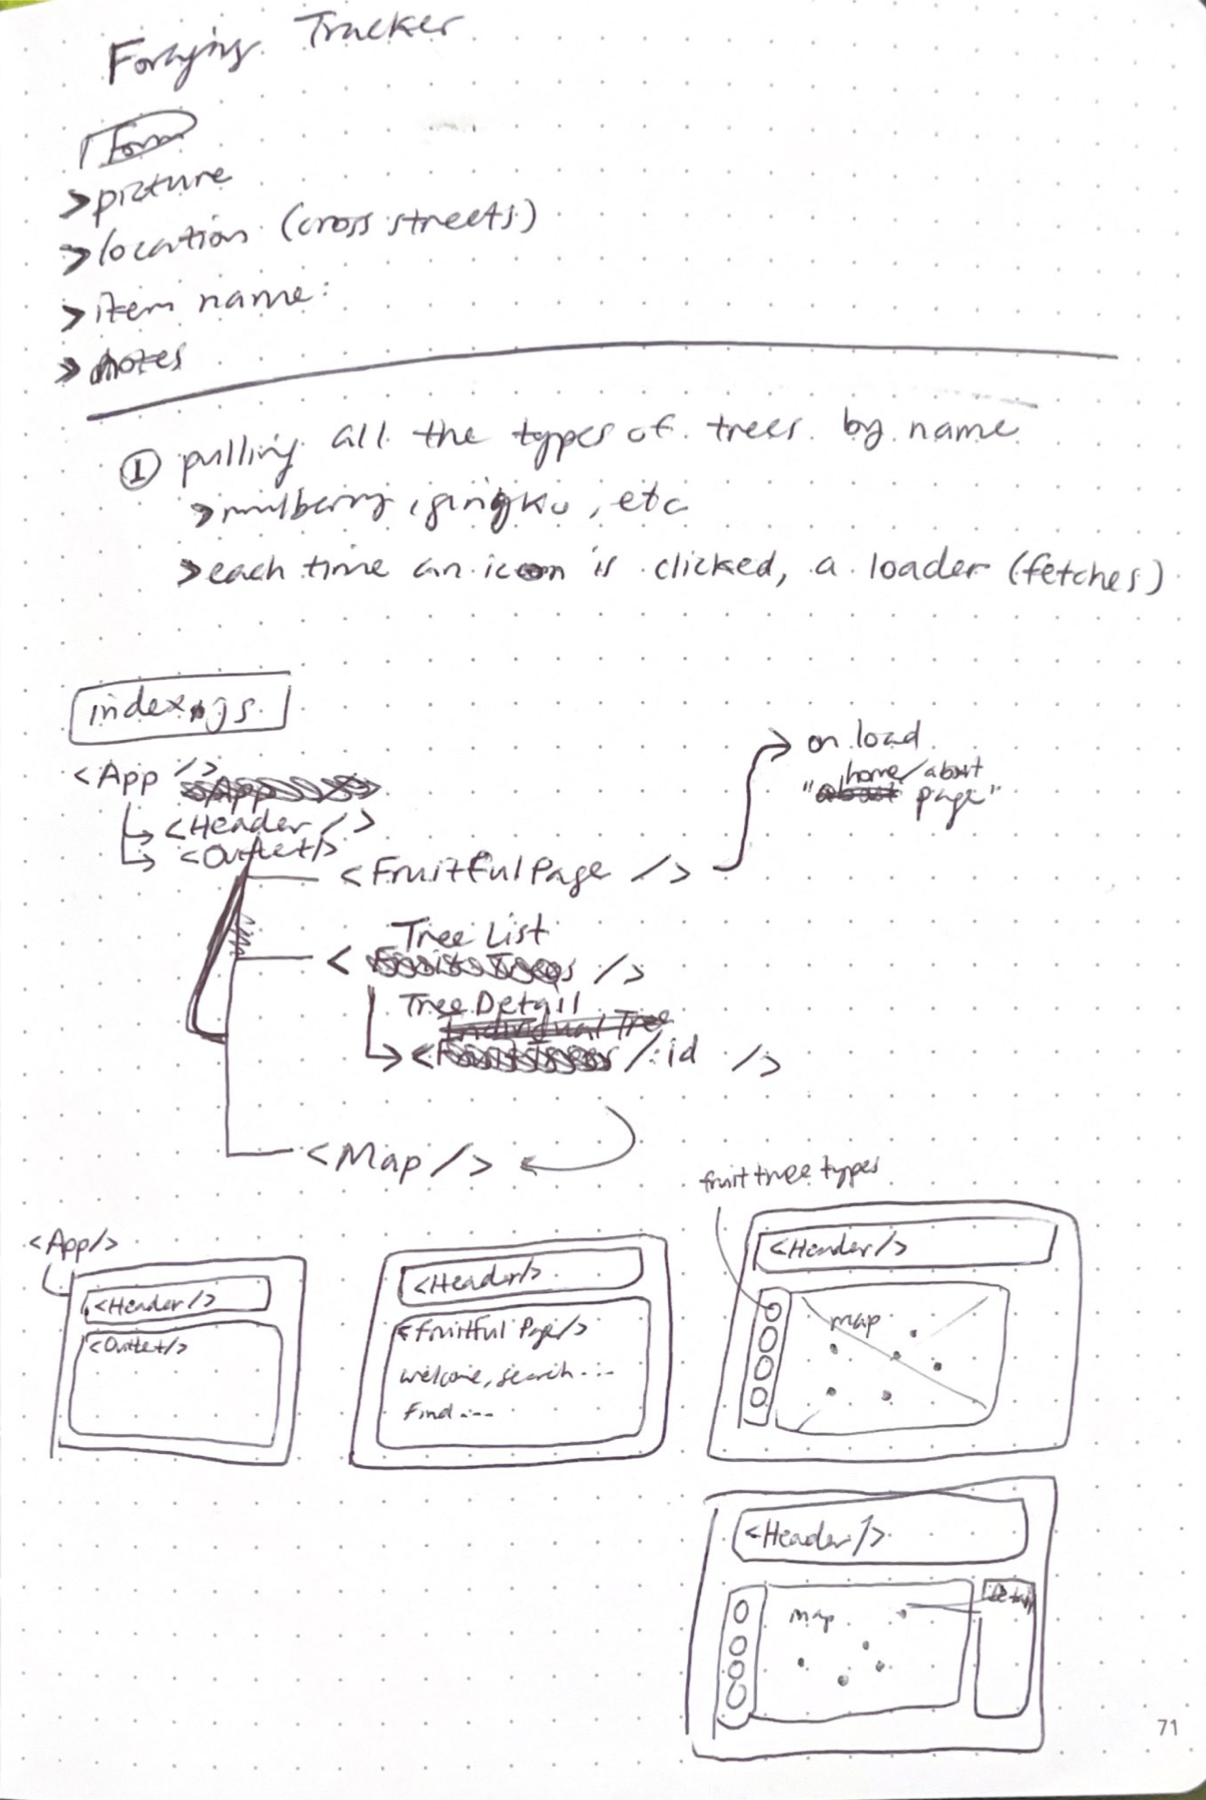 Foraging Tracker
Form
> picture
> location (cross streets)
> item name:
> notes
① pulling all the types of trees by name
> mulberry, gingko, etc
> each time an icon is clicked, a loader (fetches)
index.js
<App />
<Header />
<Outlet/>
<FruitfulPage />
on load
home/about
"about page"
Tree List
< />
Tree Detail
Individual Tree
< /:id />
<Map />
fruit tree types
<App/>
<Header/>
<Outlet/>
<Header/>
<Fruitful Page/>
welcome, search...
find...
<Header/>
map
<Header/>
map
detail
71